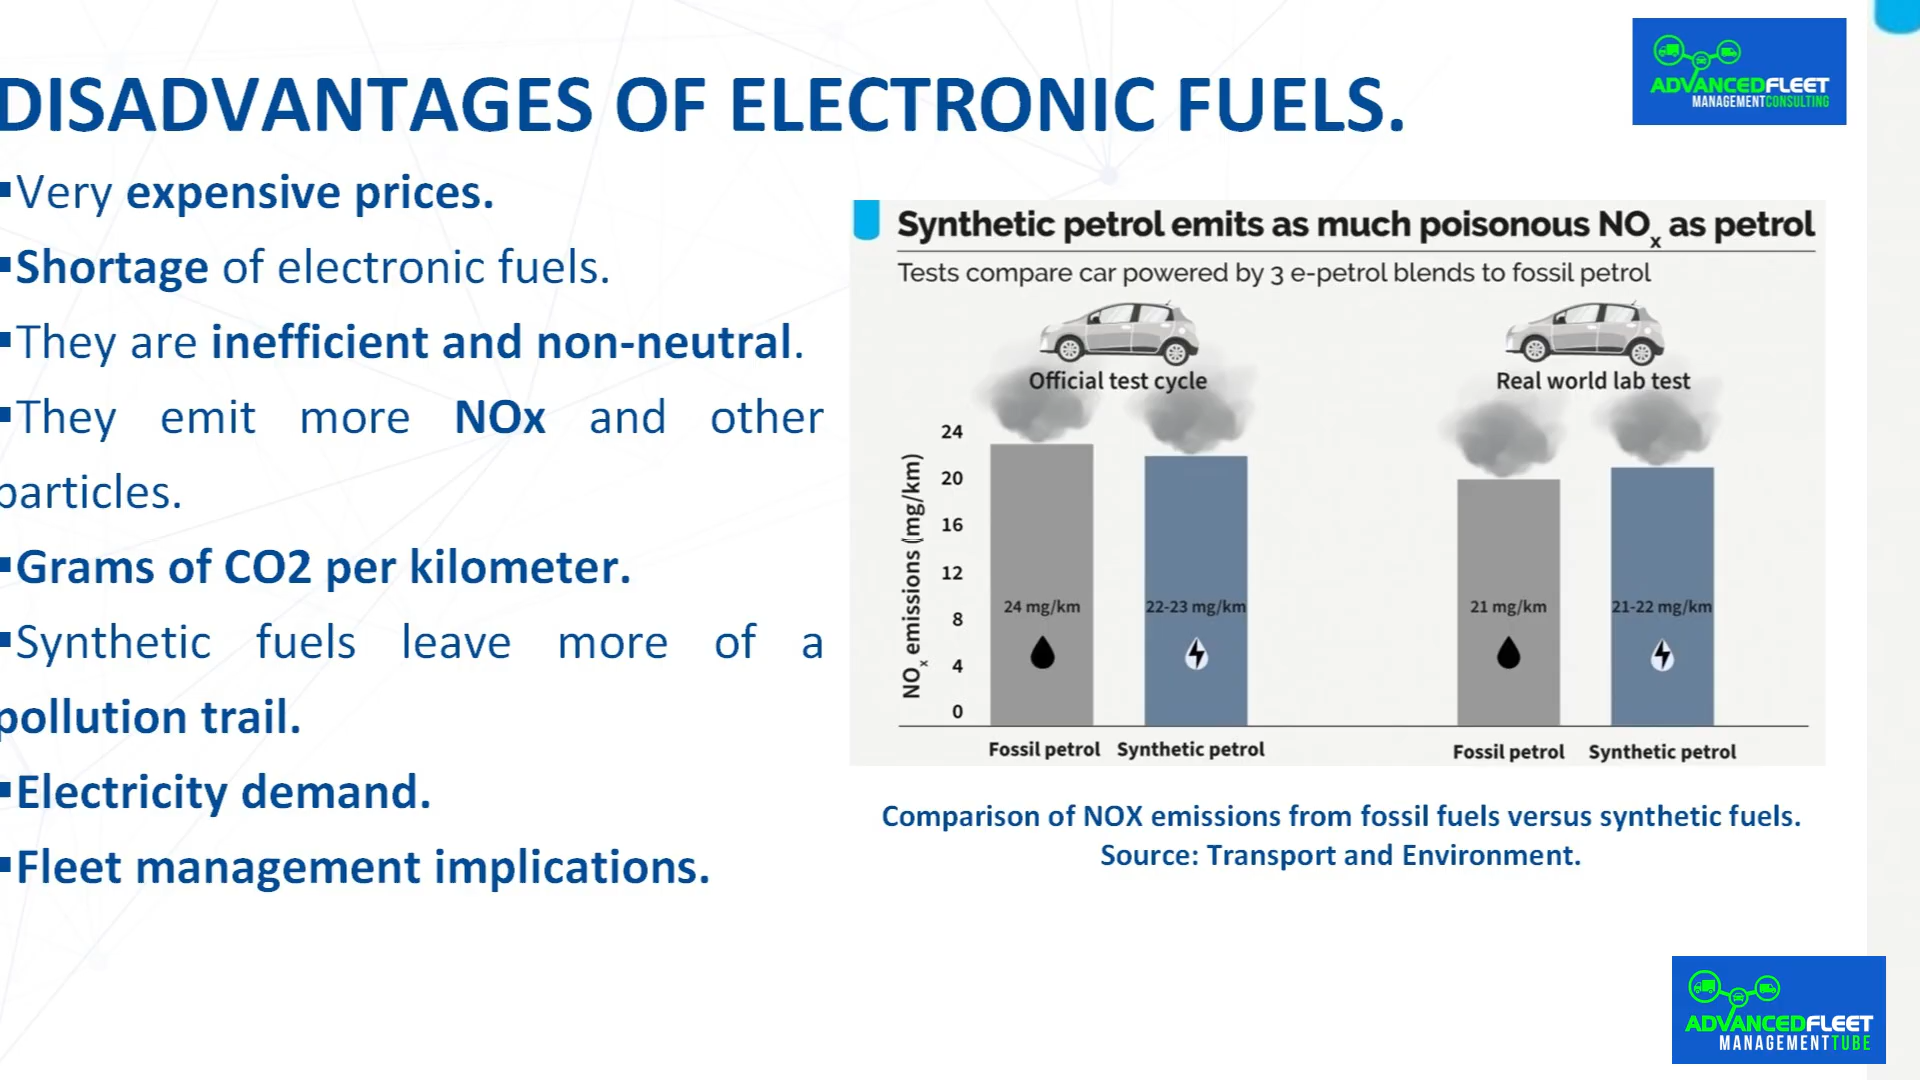 DISADVANTAGES OF ELECTRONIC FUELS.
ADVANCEDFLEET
MANAGEMENTCONSULTING
▪Very expensive prices.
▪Shortage of electronic fuels.
▪They are inefficient and non-neutral.
▪They emit more NOx and other
particles.
▪Grams of CO2 per kilometer.
▪Synthetic fuels leave more of a
pollution trail.
▪Electricity demand.
▪Fleet management implications.
Synthetic petrol emits as much poisonous NOx as petrol
Tests compare car powered by 3 e-petrol blends to fossil petrol
Official test cycle
Real world lab test
NOx emissions (mg/km)
24
20
16
12
8
4
0
24 mg/km
22-23 mg/km
21 mg/km
21-22 mg/km
Fossil petrol
Synthetic petrol
Fossil petrol
Synthetic petrol
Comparison of NOX emissions from fossil fuels versus synthetic fuels.
Source: Transport and Environment.
ADVANCEDFLEET
MANAGEMENTTUBE